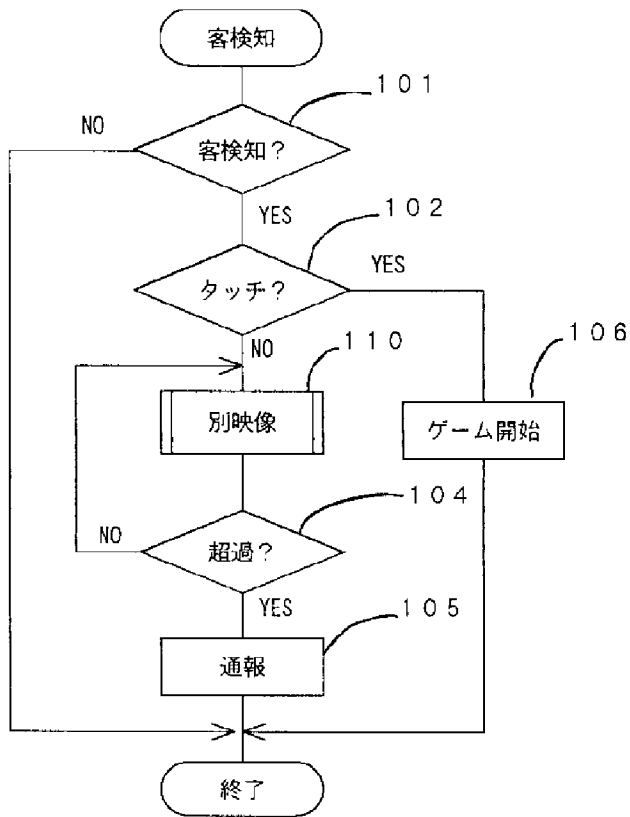 客検知
101
NO
客検知？
YES
102
タッチ？
YES
NO
110
106
別映像
ゲーム開始
104
NO
超過？
YES
105
通報
終了